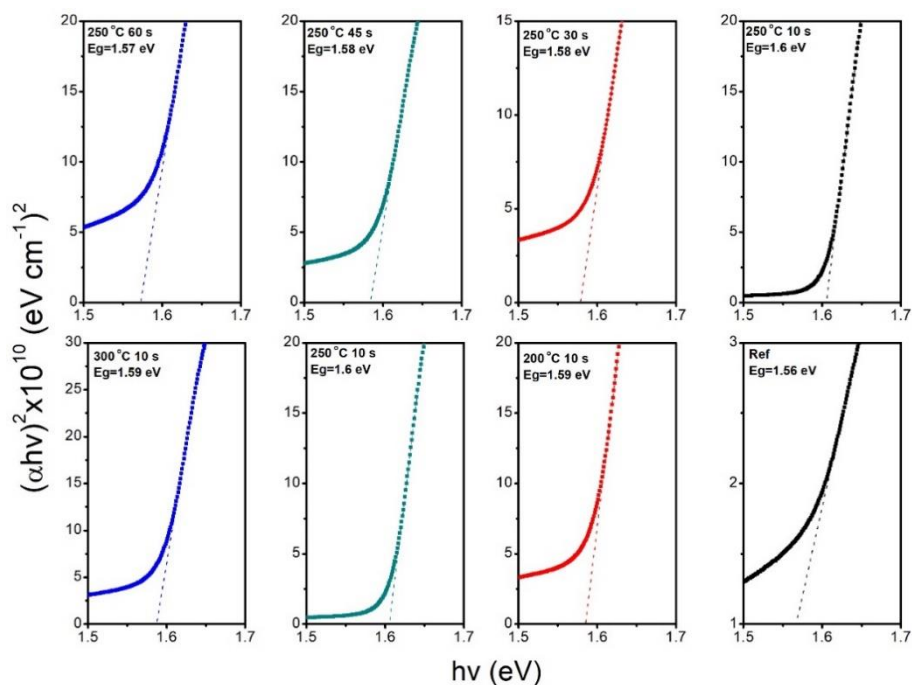 (αhν)²x10¹⁰ (eV cm⁻¹)²
250 °C 60 s
Eg=1.57 eV
20
15
10
5
0
1.5 1.6 1.7
250 °C 45 s
Eg=1.58 eV
20
15
10
5
0
1.5 1.6 1.7
250 °C 30 s
Eg=1.58 eV
15
10
5
0
1.5 1.6 1.7
250 °C 10 s
Eg=1.6 eV
20
15
10
5
0
1.5 1.6 1.7
300 °C 10 s
Eg=1.59 eV
30
25
20
15
10
5
0
1.5 1.6 1.7
250 °C 10 s
Eg=1.6 eV
20
15
10
5
0
1.5 1.6 1.7
200 °C 10 s
Eg=1.59 eV
20
15
10
5
0
1.5 1.6 1.7
Ref
Eg=1.56 eV
3
2
1
1.5 1.6 1.7
hν (eV)